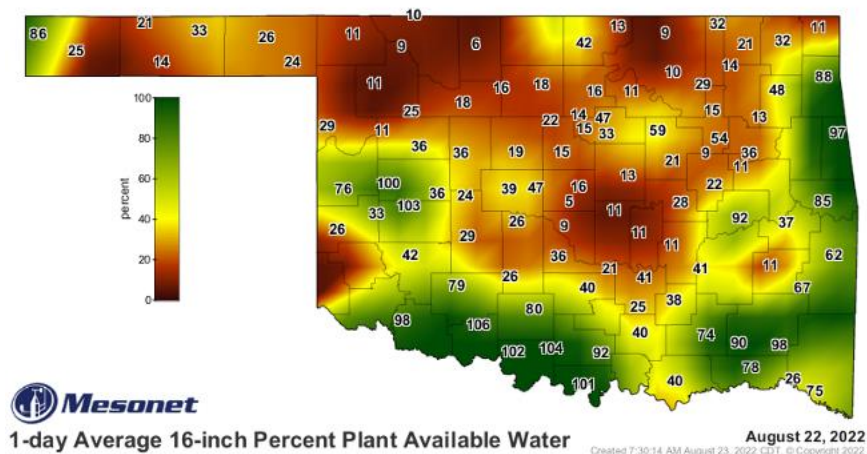 10
86 25 21 33 26 11 9 6 42 13 9 32 21 32 11
14 24 11 16 18 16 11 10 29 14 48 88
25 18 22 14 47 15 13
29 11 15 33 59 54 97
36 36 19 15 21 9 36 11
76 100 36 24 39 47 16 13 28 22 85
33 103 5 11 92 37
26 29 26 9 11 11 62
42 36 21 41 41 11
79 26 40 38 67
98 80 25
106 40 74 90 98
102 104 92 78
101 40 26 75
100
80
60
40
20
0
percent
Mesonet
1-day Average 16-inch Percent Plant Available Water
August 22, 2022
Created 7:30:14 AM August 23, 2022 CDT. © Copyright 2022